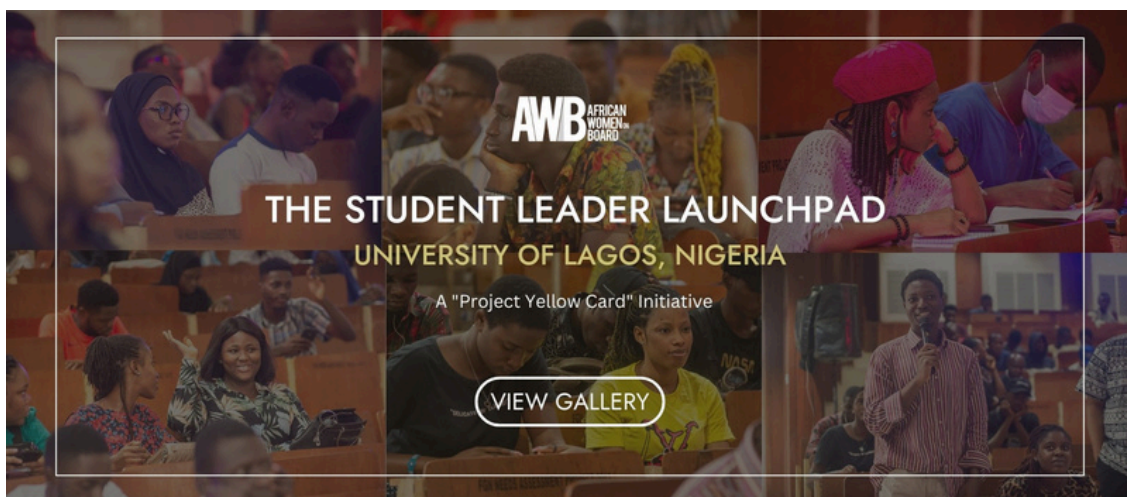 AWB AFRICAN
WOMEN ON
BOARD
THE STUDENT LEADER LAUNCHPAD
UNIVERSITY OF LAGOS, NIGERIA
A "Project Yellow Card" Initiative
NASA
VIEW GALLERY